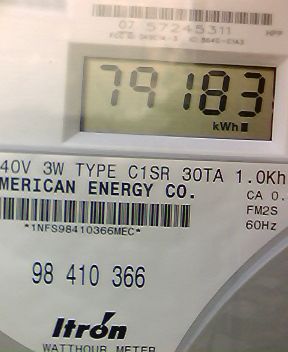 07 57245311
HPP
79183
kWh
40V 3W TYPE C1SR 30TA 1.0Kh
MERICAN ENERGY CO.
CA 0.
FM2S
60Hz
*1NFS98410366MEC*
98 410 366
Itron
WATTHOUR METER